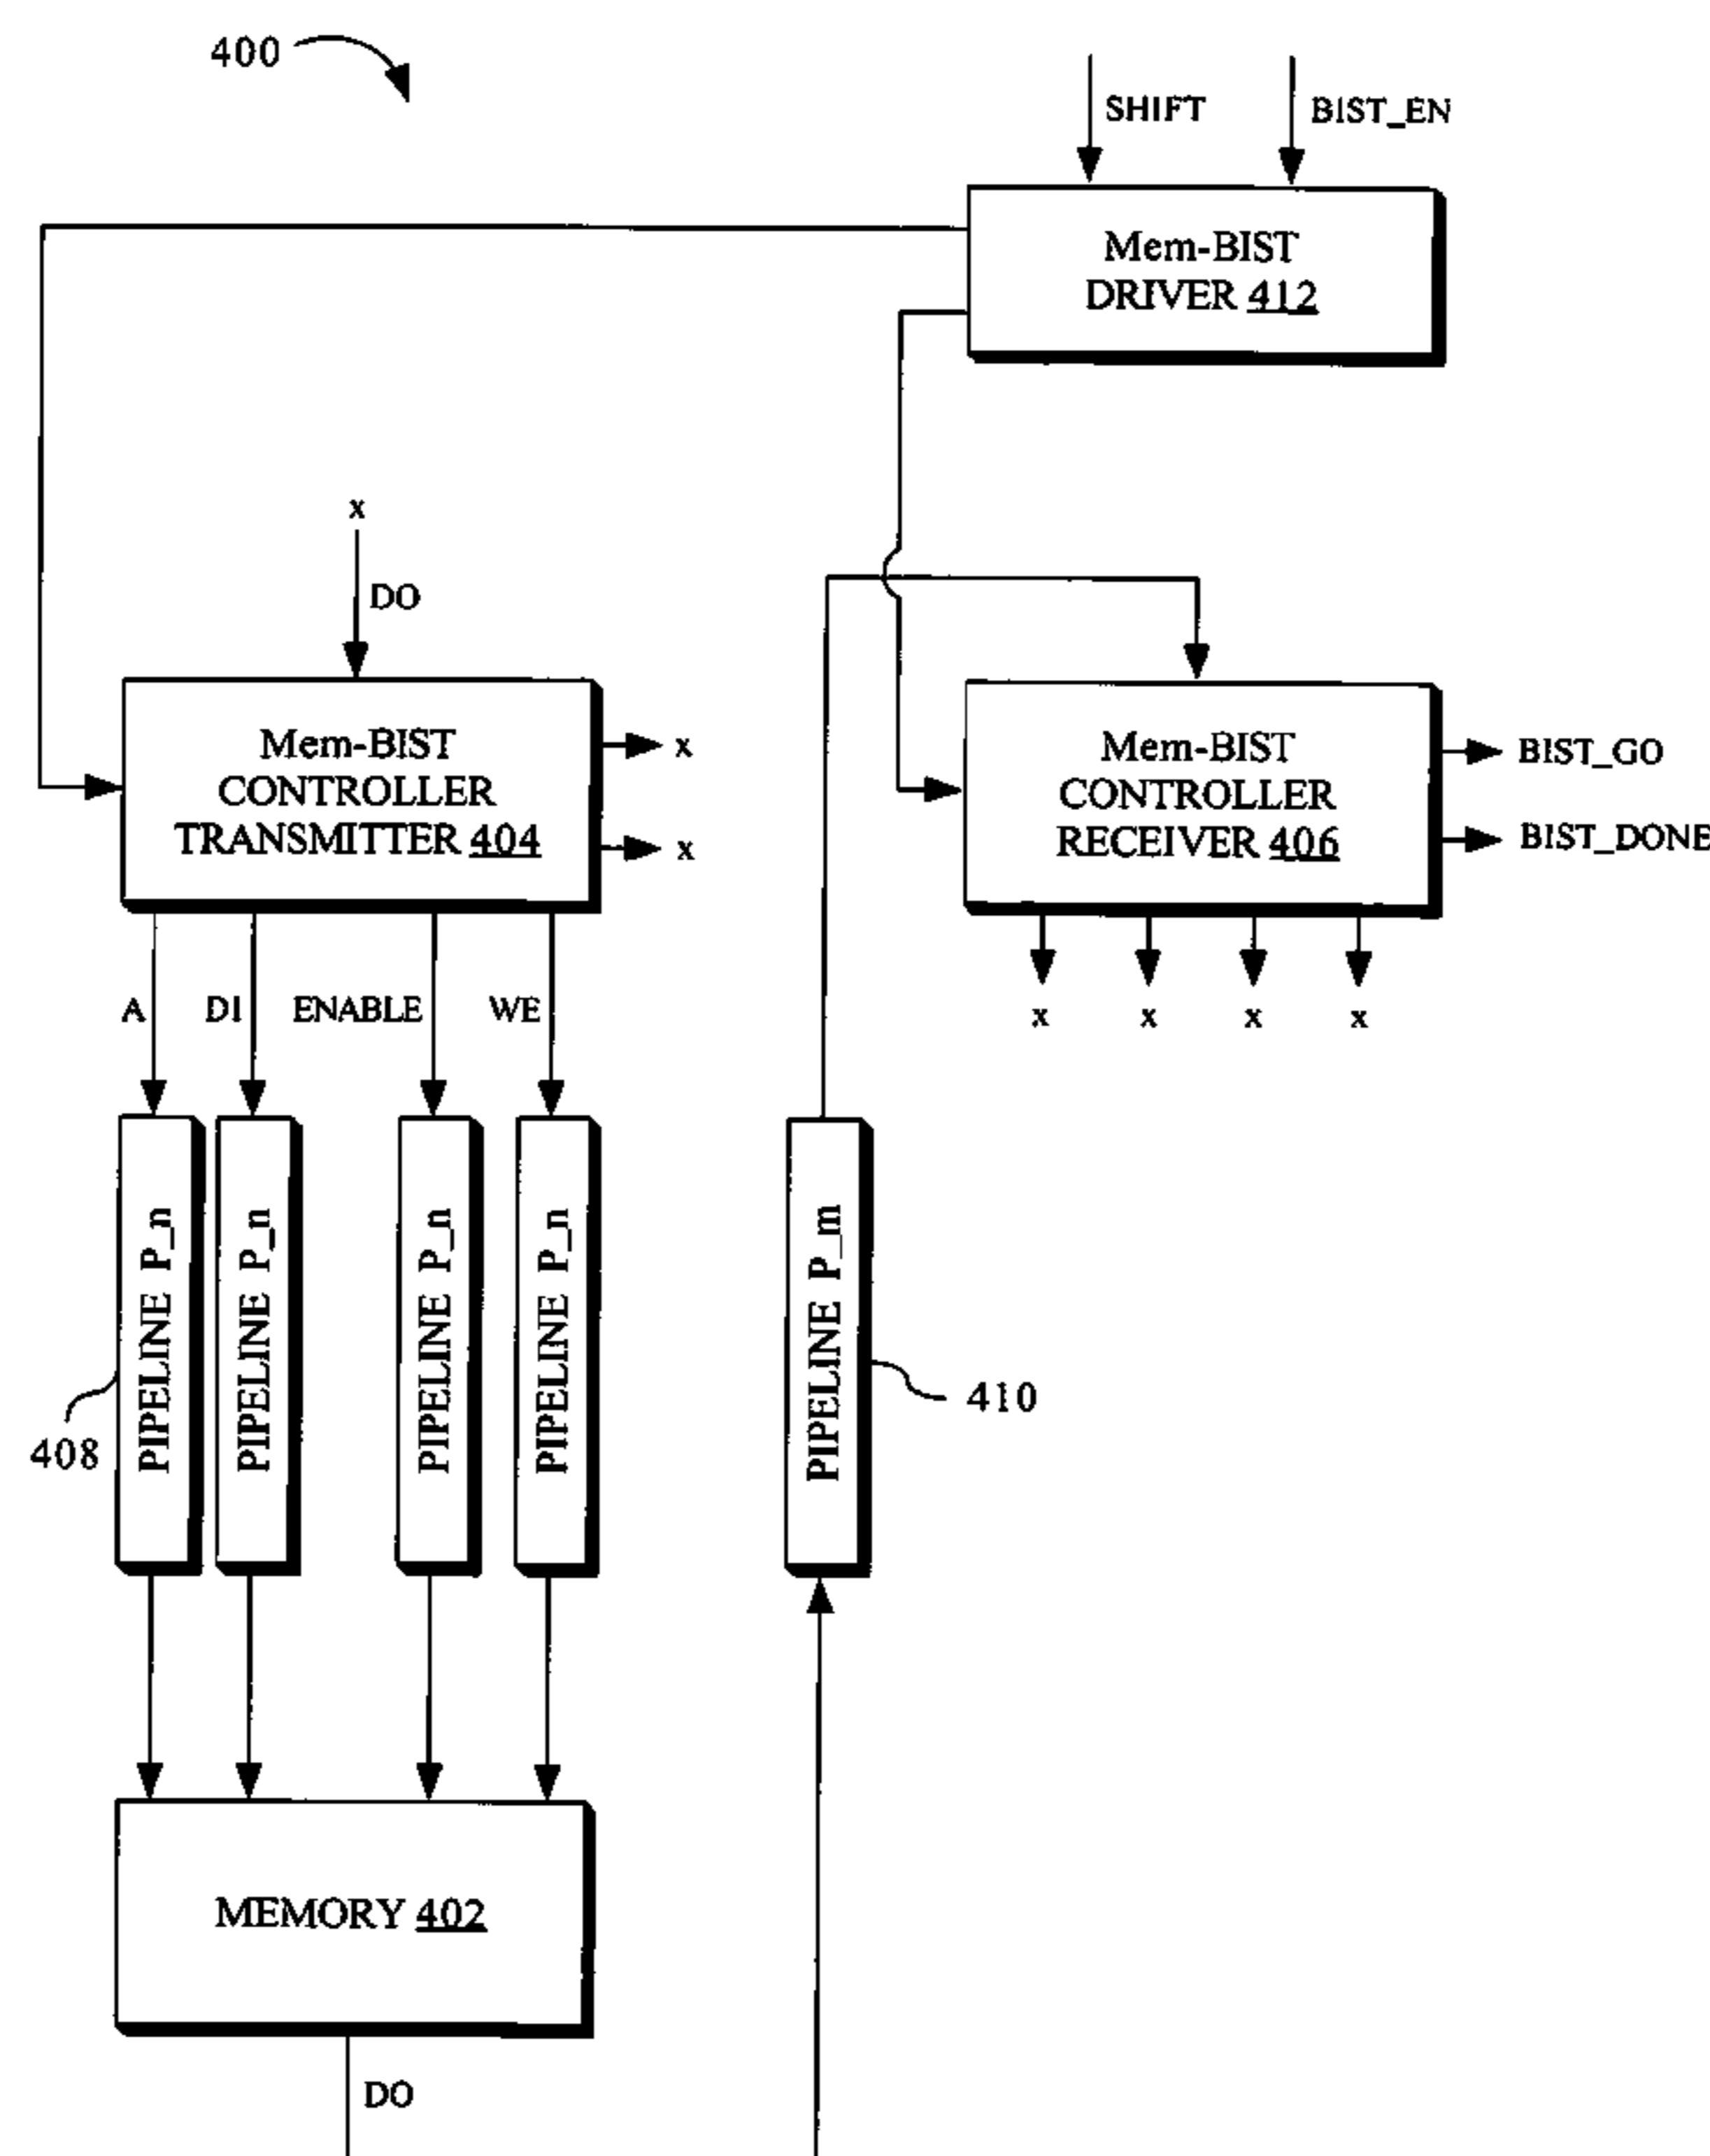 400
SHIFT
BIST_EN
Mem-BIST
DRIVER 412
x
DO
Mem-BIST
CONTROLLER
TRANSMITTER 404
x
x
Mem-BIST
CONTROLLER
RECEIVER 406
BIST_GO
BIST_DONE
x x x x
A
DI
ENABLE
WE
PIPELINE P_n
PIPELINE P_n
PIPELINE P_n
PIPELINE P_n
PIPELINE P_m
408
410
MEMORY 402
DO